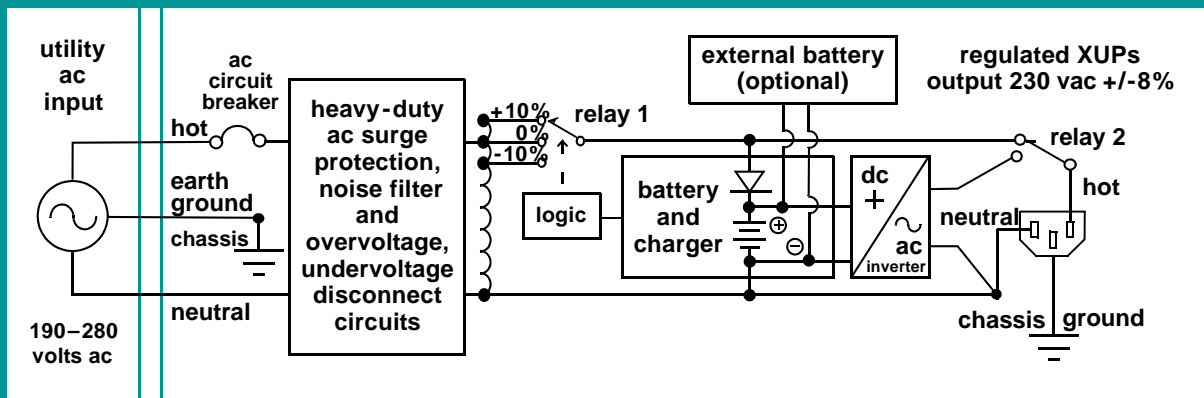 utility
ac
input
190–280
volts ac
ac
circuit
breaker
hot
earth
ground
chassis
neutral
heavy-duty
ac surge
protection,
noise filter
and
overvoltage,
undervoltage
disconnect
circuits
+10%
0%
-10%
relay 1
logic
external battery
(optional)
battery
and
charger
+
−
dc
+
ac
inverter
regulated XUPs
output 230 vac +/-8%
relay 2
hot
neutral
chassis ground